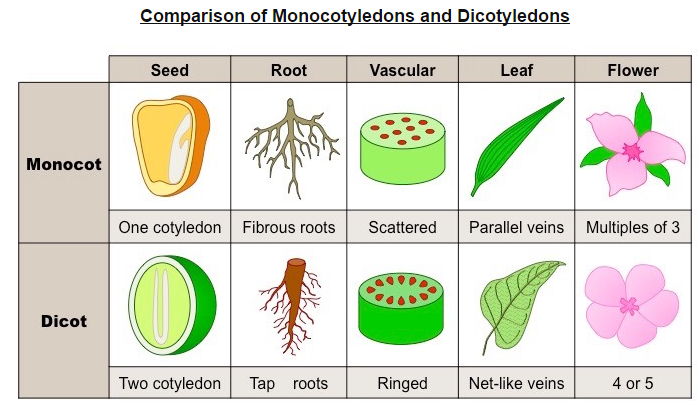 Comparison of Monocotyledons and Dicotyledons
Seed Root Vascular Leaf Flower
Monocot
One cotyledon Fibrous roots Scattered Parallel veins Multiples of 3
Dicot
Two cotyledon Tap roots Ringed Net-like veins 4 or 5